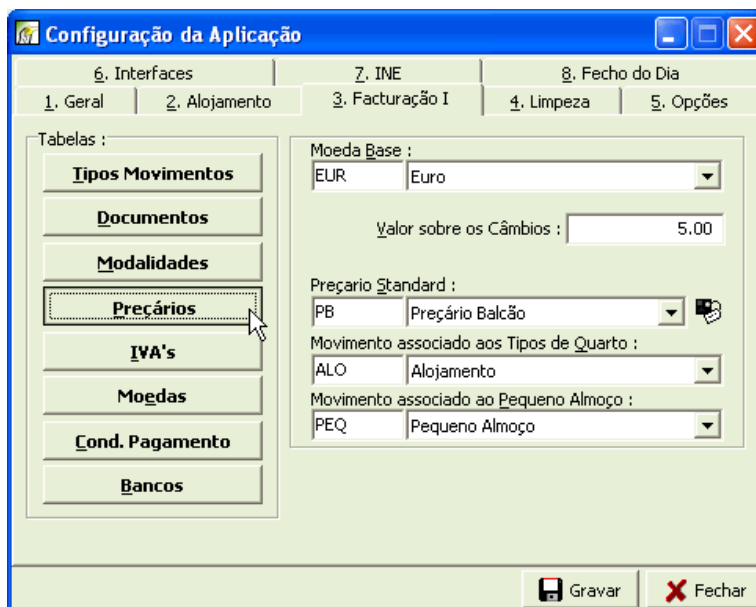 Configuração da Aplicação
6. Interfaces
7. INE
8. Fecho do Dia
1. Geral
2. Alojamento
3. Facturação I
4. Limpeza
5. Opções
Tabelas :
Tipos Movimentos
Documentos
Modalidades
Preçários
IVA's
Moedas
Cond. Pagamento
Bancos
Moeda Base :
EUR Euro
Valor sobre os Câmbios : 5.00
Preçario Standard :
PB Preçário Balcão
Movimento associado aos Tipos de Quarto :
ALO Alojamento
Movimento associado ao Pequeno Almoço :
PEQ Pequeno Almoço
Gravar
Fechar